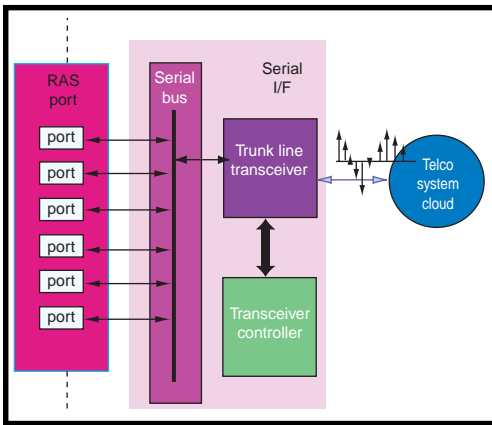 RAS
port
port
port
port
port
port
port
Serial
bus
Serial
I/F
Trunk line
transceiver
Transceiver
controller
Telco
system
cloud